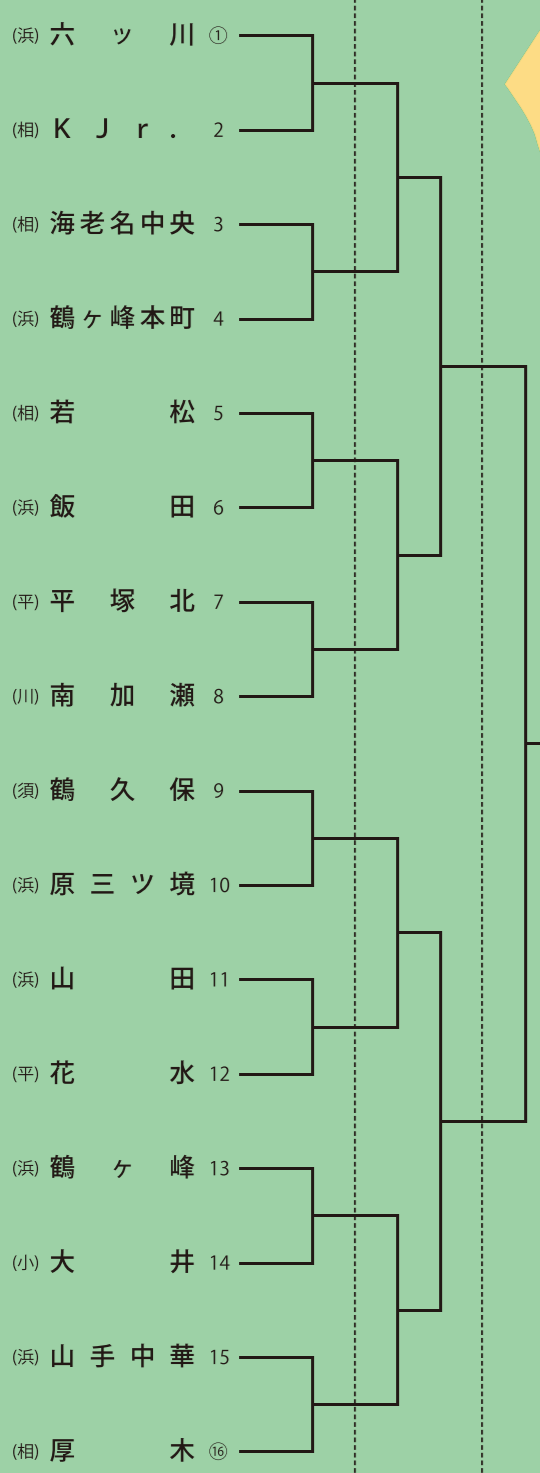 (浜) 六ッ川 ①
(相) KJr. 2
(相) 海老名中央 3
(浜) 鶴ヶ峰本町 4
(相) 若松 5
(浜) 飯田 6
(平) 平塚北 7
(川) 南加瀬 8
(須) 鶴久保 9
(浜) 原三ツ境 10
(浜) 山田 11
(平) 花水 12
(浜) 鶴ヶ峰 13
(小) 大井 14
(浜) 山手中華 15
(相) 厚木 ⑯